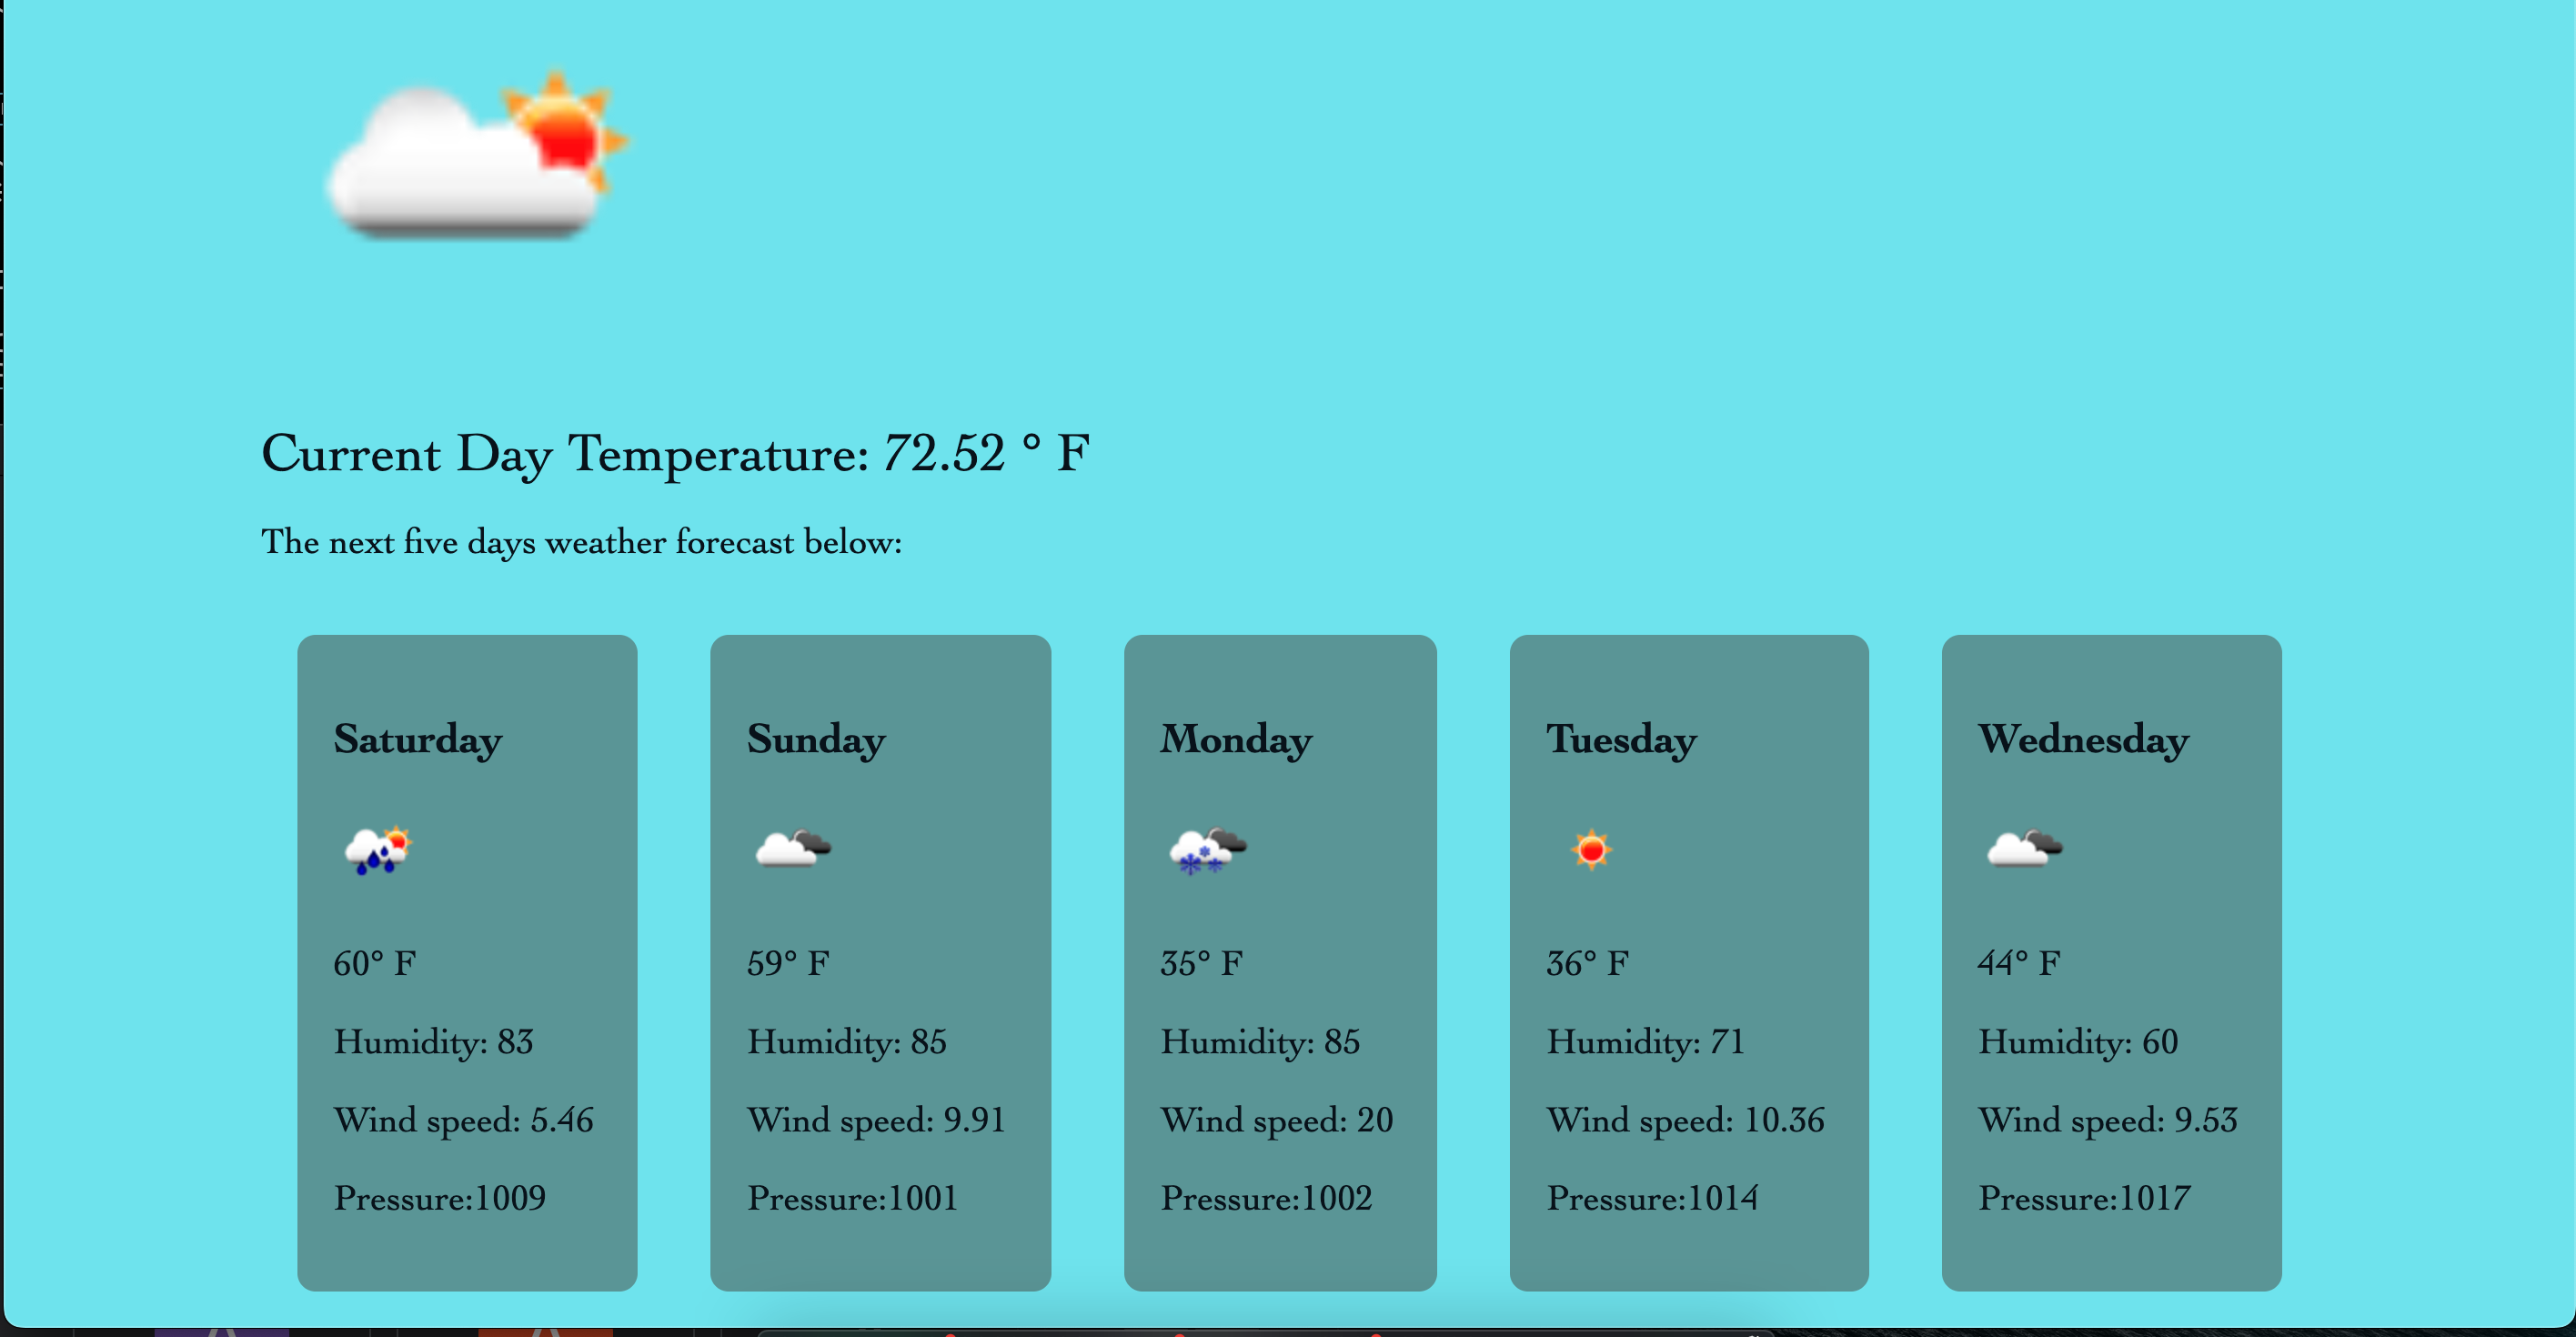 Current Day Temperature: 72.52 ° F
The next five days weather forecast below:
Saturday
60° F
Humidity: 83
Wind speed: 5.46
Pressure:1009
Sunday
59° F
Humidity: 85
Wind speed: 9.91
Pressure:1001
Monday
35° F
Humidity: 85
Wind speed: 20
Pressure:1002
Tuesday
36° F
Humidity: 71
Wind speed: 10.36
Pressure:1014
Wednesday
44° F
Humidity: 60
Wind speed: 9.53
Pressure:1017